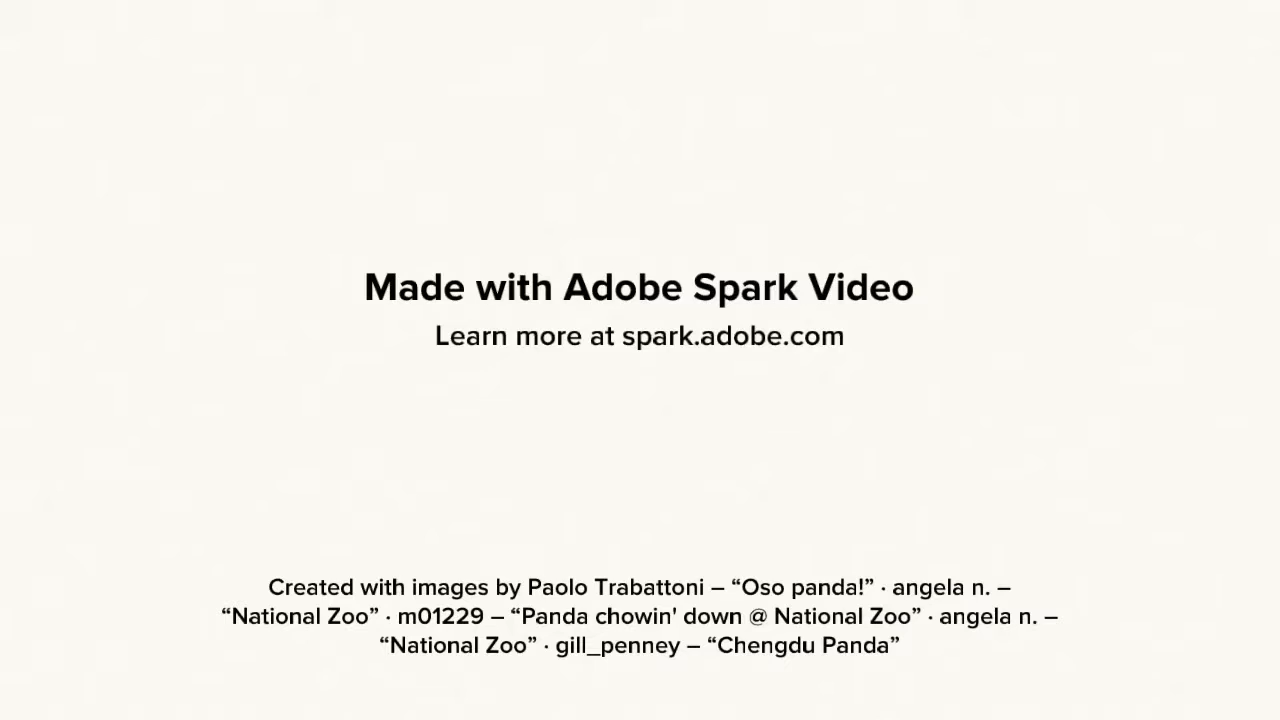 Made with Adobe Spark Video
Learn more at spark.adobe.com
Created with images by Paolo Trabattoni – “Oso panda!” · angela n. –
“National Zoo” · m01229 – “Panda chowin' down @ National Zoo” · angela n. –
“National Zoo” · gill_penney – “Chengdu Panda”